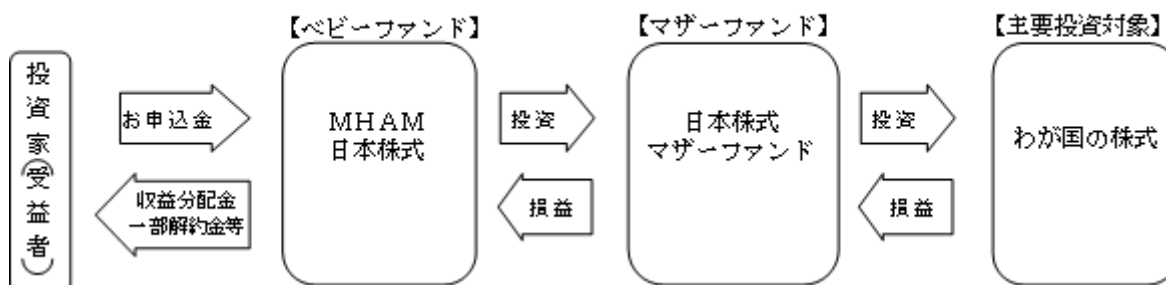 【ベビーファンド】
【マザーファンド】
【主要投資対象】
投資家(受益者)
お申込金
収益分配金
一部解約金等
MHAM
日本株式
投資
損益
日本株式
マザーファンド
投資
損益
わが国の株式